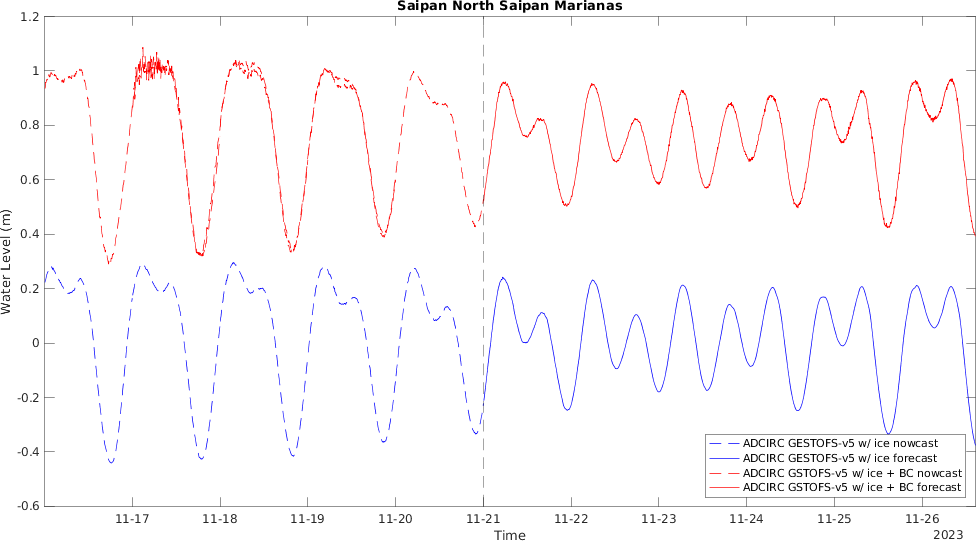 Saipan North Saipan Marianas
1.2
1
0.8
0.6
0.4
0.2
0
-0.2
-0.4
-0.6
Water Level (m)
ADCIRC GESTOFS-v5 w/ ice nowcast
ADCIRC GESTOFS-v5 w/ ice forecast
ADCIRC GSTOFS-v5 w/ ice + BC nowcast
ADCIRC GSTOFS-v5 w/ ice + BC forecast
11-17 11-18 11-19 11-20 11-21 11-22 11-23 11-24 11-25 11-26
Time
2023